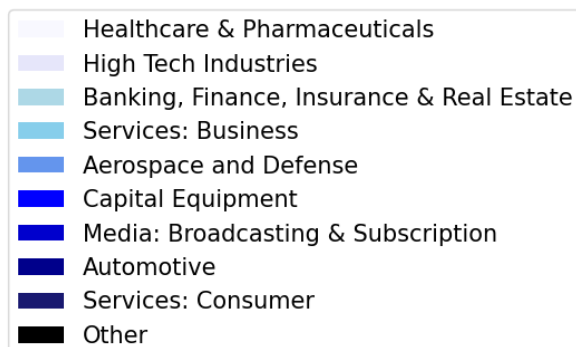 Healthcare & Pharmaceuticals
High Tech Industries
Banking, Finance, Insurance & Real Estate
Services: Business
Aerospace and Defense
Capital Equipment
Media: Broadcasting & Subscription
Automotive
Services: Consumer
Other